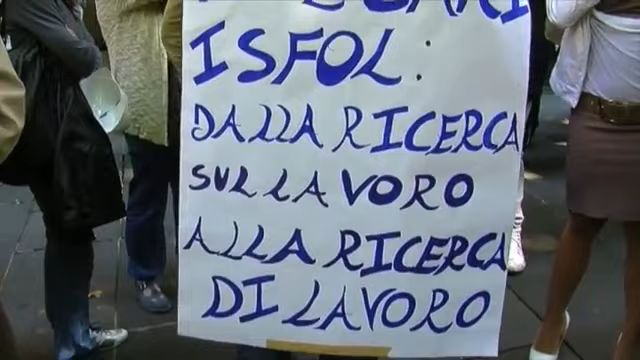 ISFOL:
DALLA RICERCA
SUL LAVORO
ALLA RICERCA
DI LAVORO